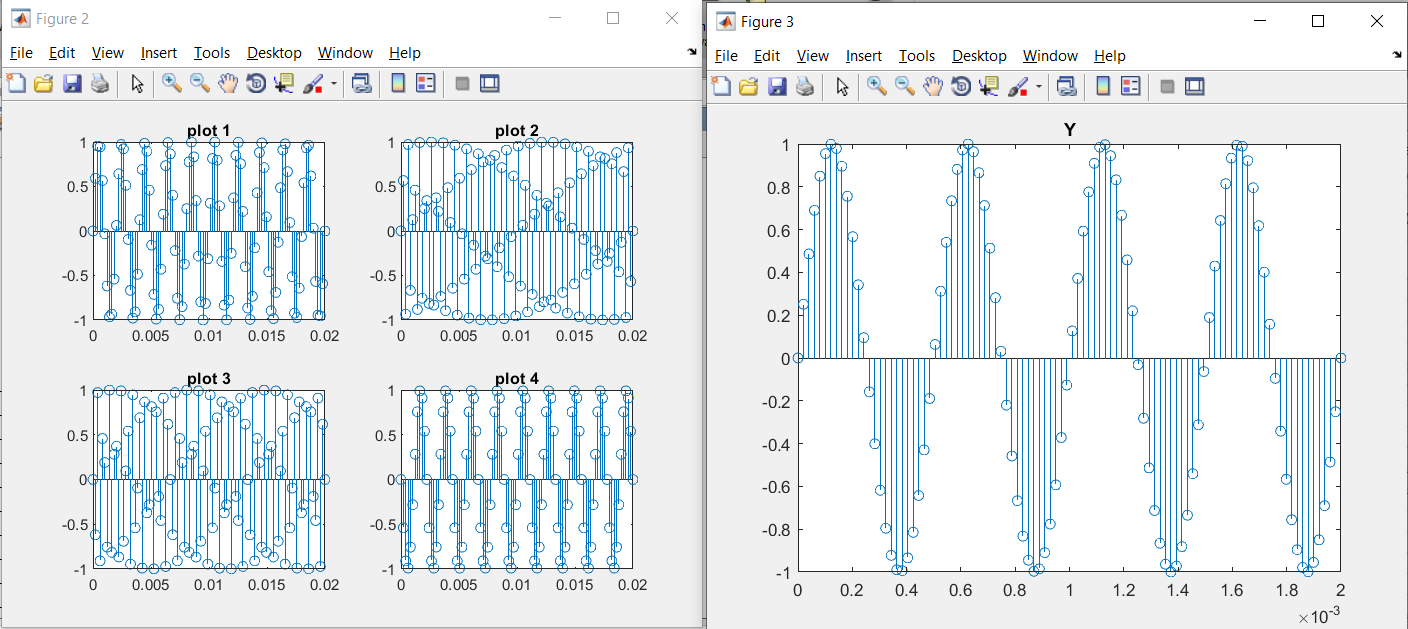 Figure 2
File Edit View Insert Tools Desktop Window Help
plot 1
1
0.5
0
-0.5
-1
0 0.005 0.01 0.015 0.02
plot 2
1
0.5
0
-0.5
-1
0 0.005 0.01 0.015 0.02
plot 3
1
0.5
0
-0.5
-1
0 0.005 0.01 0.015 0.02
plot 4
1
0.5
0
-0.5
-1
0 0.005 0.01 0.015 0.02
Figure 3
File Edit View Insert Tools Desktop Window Help
Y
1
0.8
0.6
0.4
0.2
0
-0.2
-0.4
-0.6
-0.8
-1
0 0.2 0.4 0.6 0.8 1 1.2 1.4 1.6 1.8 2
×10-3